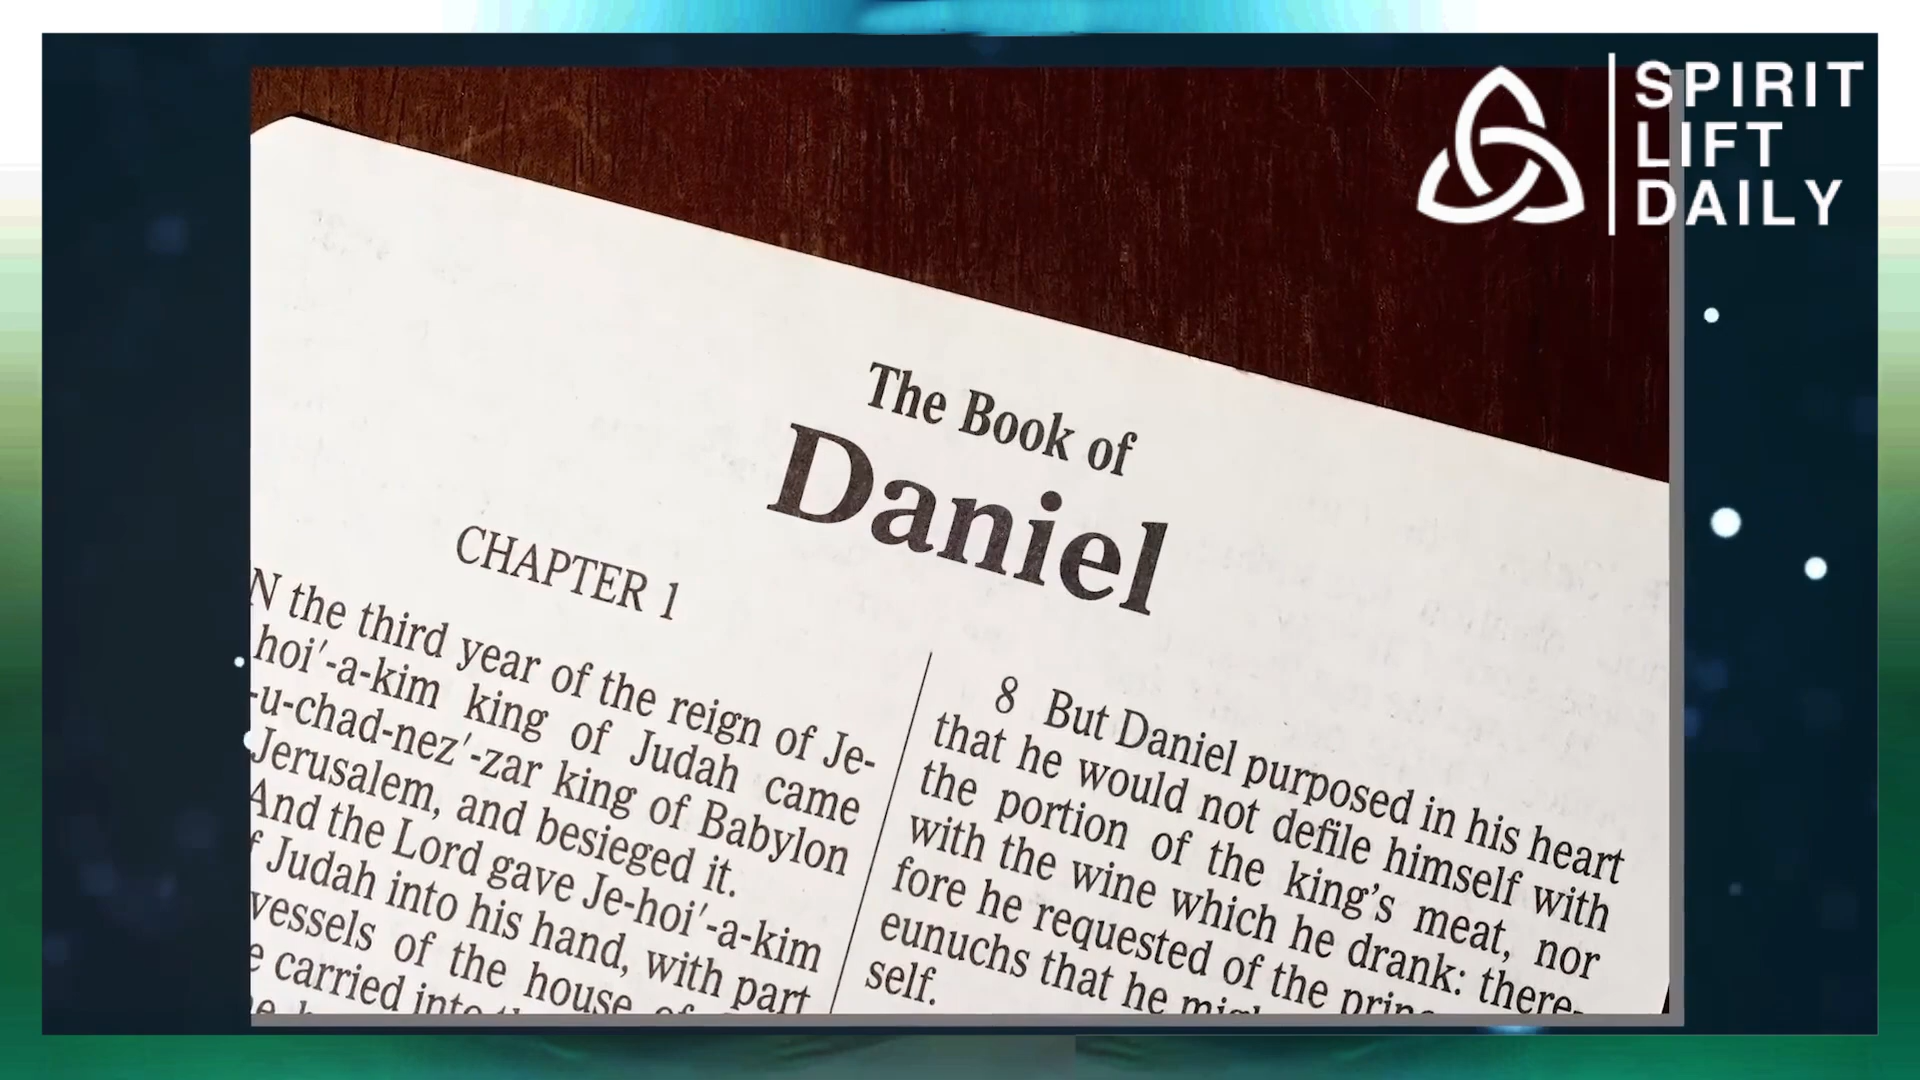 SPIRIT
LIFT
DAILY
The Book of
Daniel
CHAPTER 1
N the third year of the reign of Je-
hoi'-a-kim king of Judah came
-u-chad-nez'-zar king of Babylon
Jerusalem, and besieged it.
And the Lord gave Je-hoi'-a-kim
f Judah into his hand, with part
vessels of the house of
e carried into
8 But Daniel purposed in his heart
that he would not defile himself with
the portion of the king's meat, nor
with the wine which he drank: there-
fore he requested of the
eunuchs that he
self.